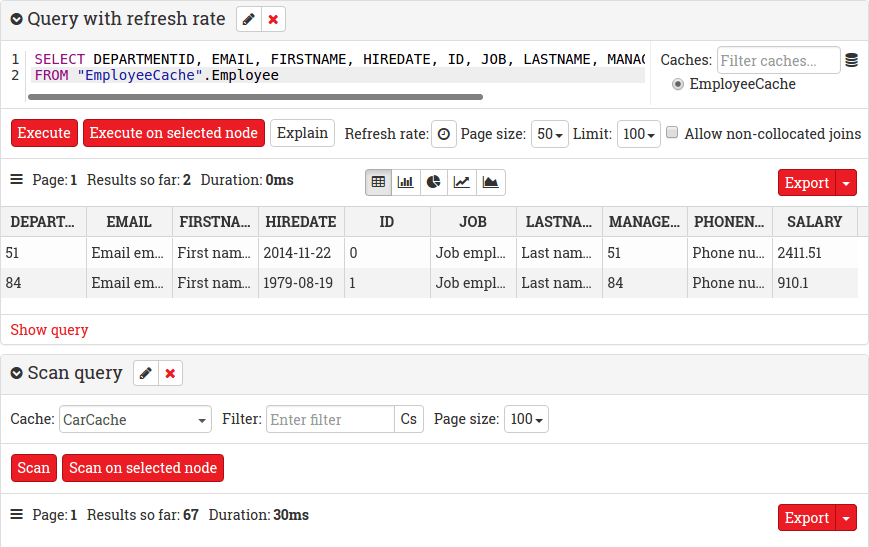 Query with refresh rate
1 SELECT DEPARTMENTID, EMAIL, FIRSTNAME, HIREDATE, ID, JOB, LASTNAME, MANAG
2 FROM "EmployeeCache".Employee
Caches: Filter caches...
EmployeeCache
Execute Execute on selected node Explain Refresh rate: Page size: 50 Limit: 100 Allow non-collocated joins
Page: 1 Results so far: 2 Duration: 0ms Export
DEPART... EMAIL FIRSTNA... HIREDATE ID JOB LASTNA... MANAGE... PHONEN... SALARY
51 Email em... First nam... 2014-11-22 0 Job empl... Last nam... 51 Phone nu... 2411.51
84 Email em... First nam... 1979-08-19 1 Job empl... Last nam... 84 Phone nu... 910.1
Show query
Scan query
Cache: CarCache Filter: Enter filter Cs Page size: 100
Scan Scan on selected node
Page: 1 Results so far: 67 Duration: 30ms Export